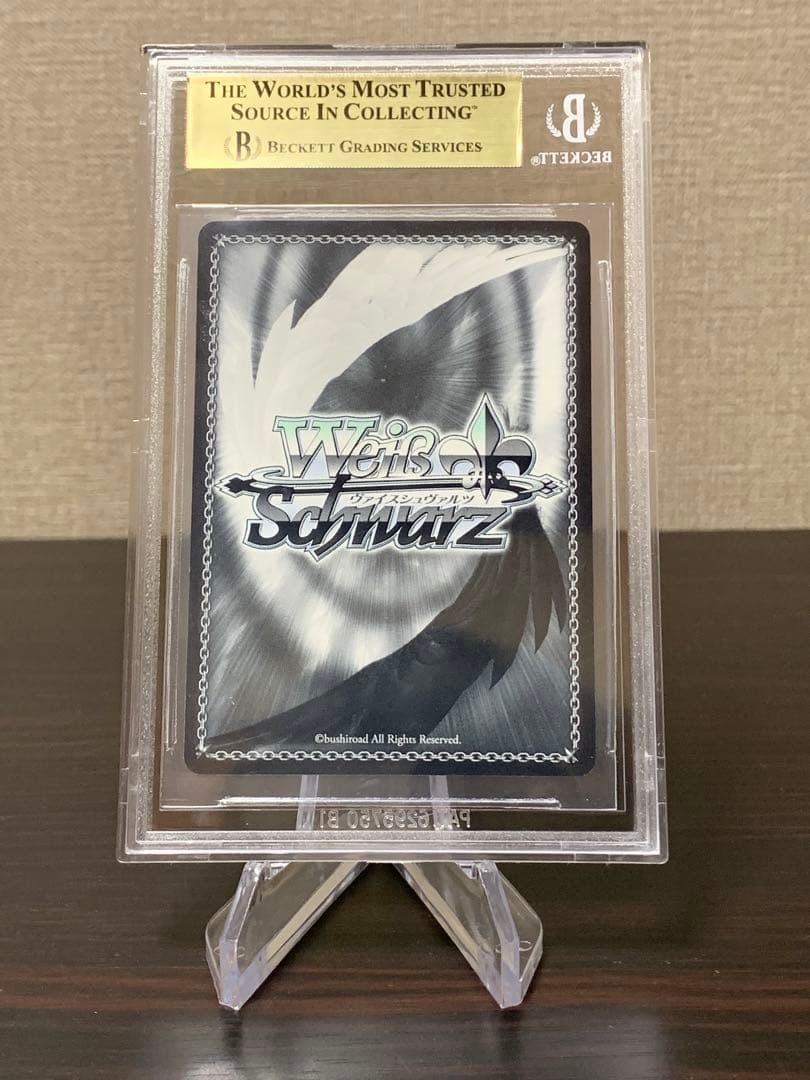 THE WORLD'S MOST TRUSTED
SOURCE IN COLLECTING™
B BECKETT GRADING SERVICES
B
BECKETT®
Weiß
ヴァイスシュヴァルツ
Schwarz
©bushiroad All Rights Reserved.